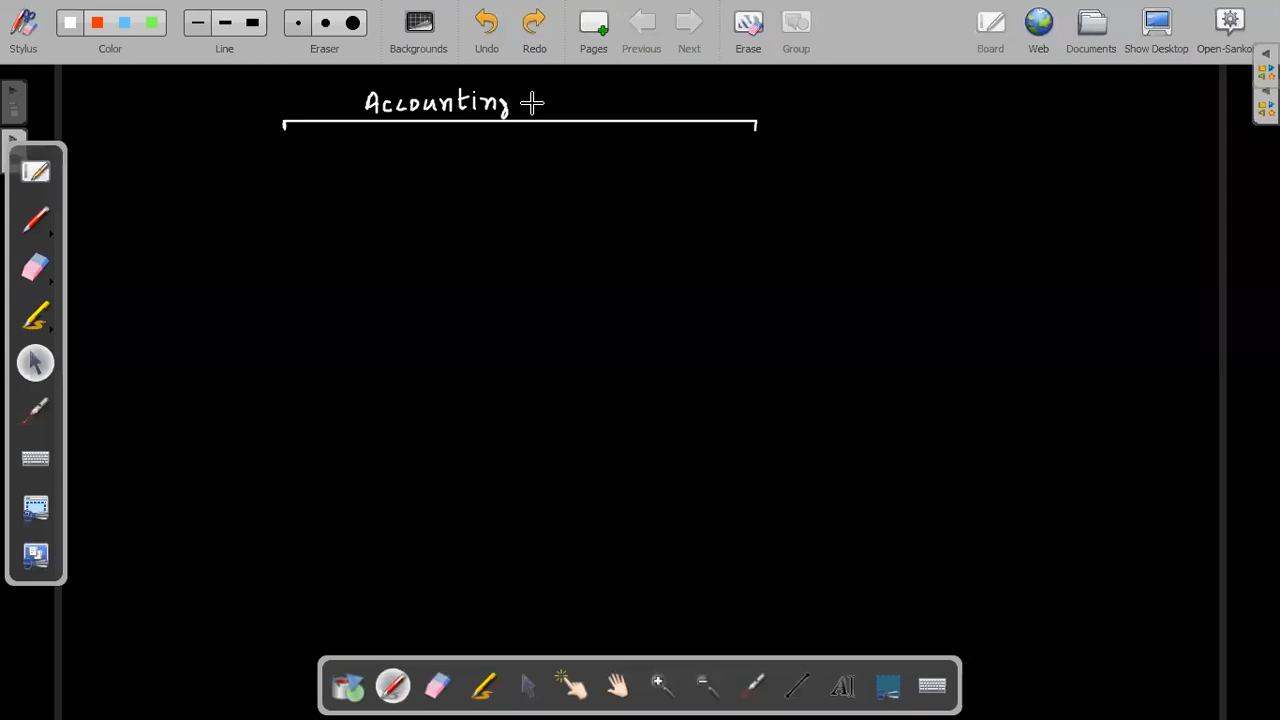 Stylus Color Line Eraser Backgrounds Undo Redo Pages Previous Next Erase Group Board Web Documents Show Desktop Open-Sanko
Accounting